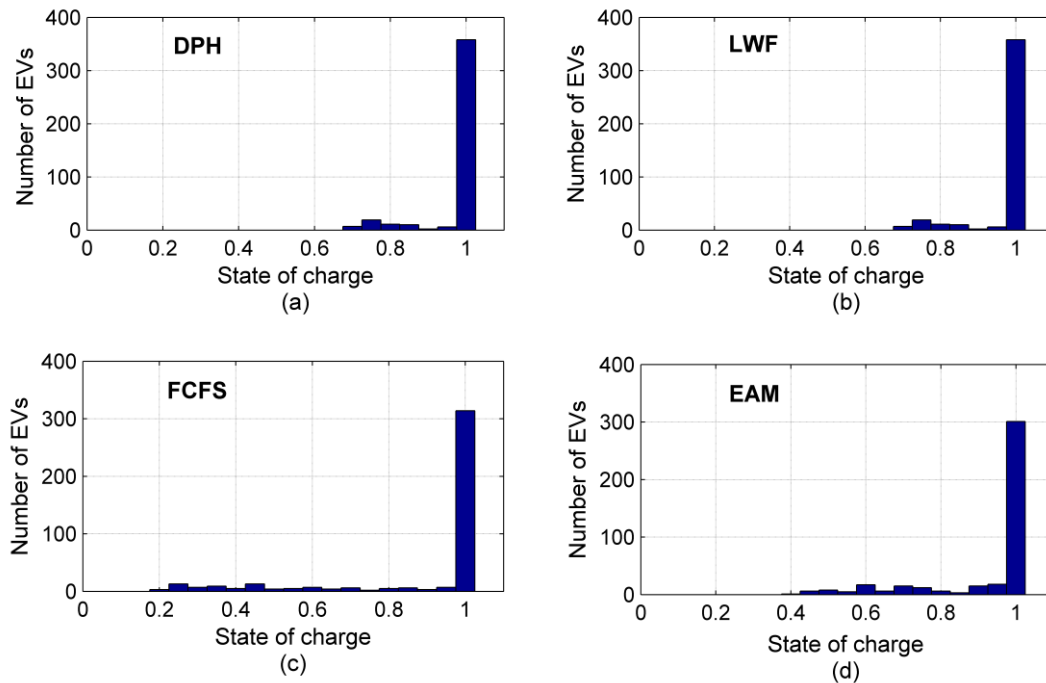 400
300
200
100
0
Number of EVs
DPH
0 0.2 0.4 0.6 0.8 1
State of charge
(a)
400
300
200
100
0
Number of EVs
LWF
0 0.2 0.4 0.6 0.8 1
State of charge
(b)
400
300
200
100
0
Number of EVs
FCFS
0 0.2 0.4 0.6 0.8 1
State of charge
(c)
400
300
200
100
0
Number of EVs
EAM
0 0.2 0.4 0.6 0.8 1
State of charge
(d)